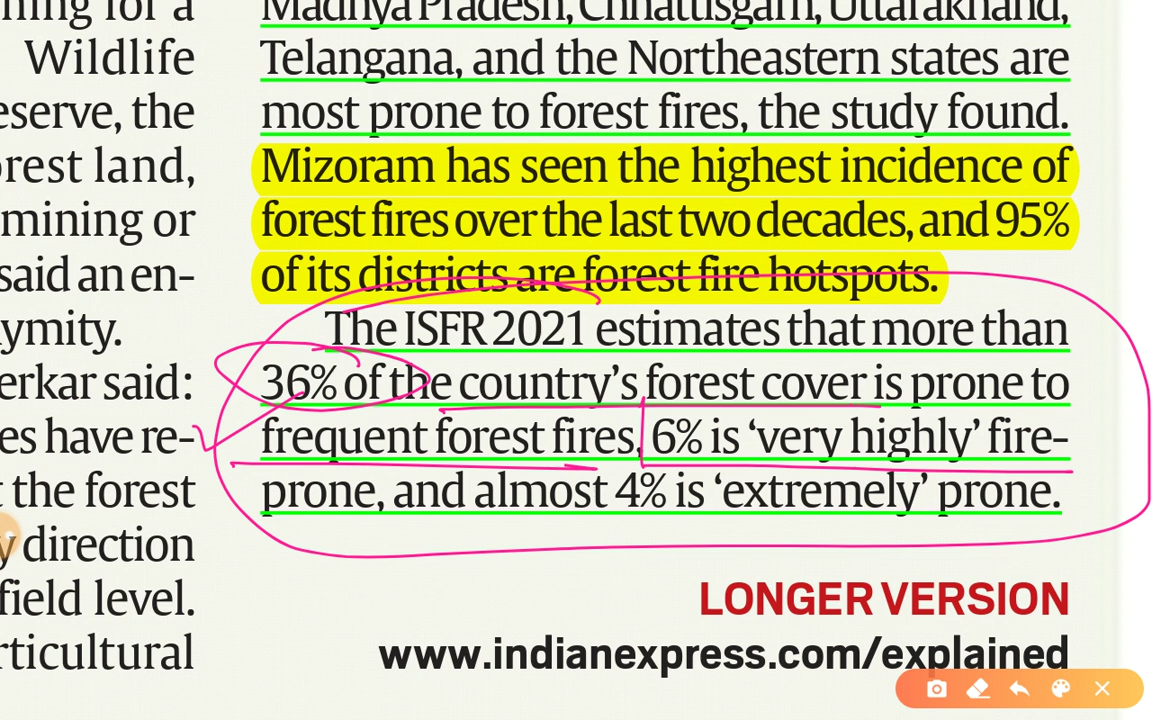 ning for a
Wildlife
eserve, the
orest land,
mining or
said an en-
ymity.
erkar said:
es have re-
t the forest
y direction
field level.
rticultural
Madhya Pradesh, Chhattisgarh, Uttarakhand,
Telangana, and the Northeastern states are
most prone to forest fires, the study found.
Mizoram has seen the highest incidence of
forest fires over the last two decades, and 95%
of its districts are forest fire hotspots.
The ISFR 2021 estimates that more than
36% of the country's forest cover is prone to
frequent forest fires, 6% is 'very highly' fire-
prone, and almost 4% is 'extremely' prone.
LONGER VERSION
www.indianexpress.com/explained